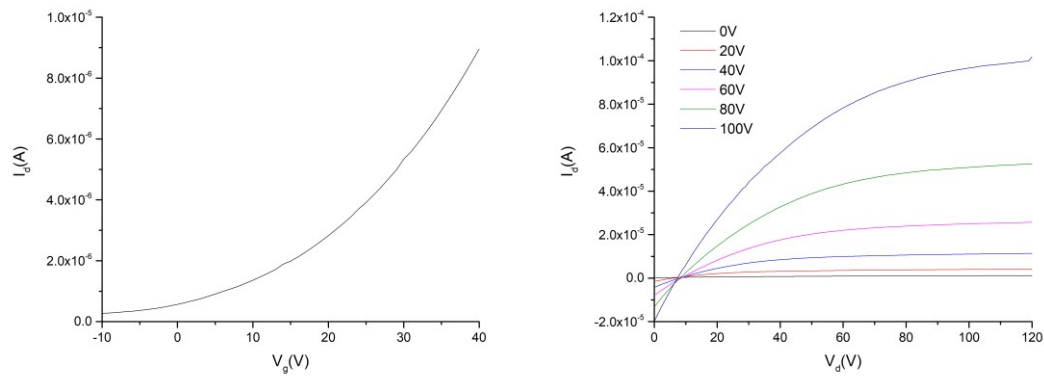 1.0x10⁻⁵
8.0x10⁻⁶
6.0x10⁻⁶
4.0x10⁻⁶
2.0x10⁻⁶
0.0
I_d(A)
-10 0 10 20 30 40
V_g(V)
1.2x10⁻⁴
1.0x10⁻⁴
8.0x10⁻⁵
6.0x10⁻⁵
4.0x10⁻⁵
2.0x10⁻⁵
0.0
-2.0x10⁻⁵
I_d(A)
0V
20V
40V
60V
80V
100V
0 20 40 60 80 100 120
V_d(V)